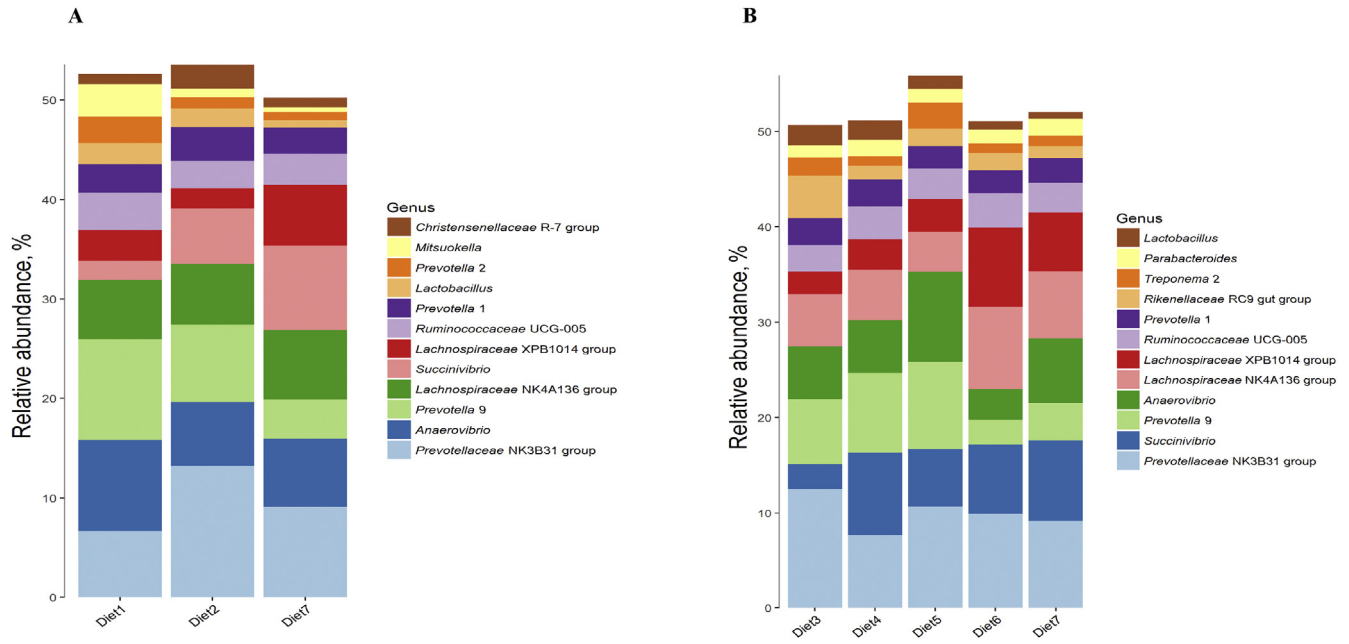 A
Relative abundance, %
50
40
30
20
10
0
Diet1
Diet2
Diet7
Genus
Christensenellaceae R-7 group
Mitsuokella
Prevotella 2
Lactobacillus
Prevotella 1
Ruminococcaceae UCG-005
Lachnospiraceae XPB1014 group
Succinivibrio
Lachnospiraceae NK4A136 group
Prevotella 9
Anaerovibrio
Prevotellaceae NK3B31 group
B
Relative abundance, %
50
40
30
20
10
0
Diet3
Diet4
Diet5
Diet6
Diet7
Genus
Lactobacillus
Parabacteroides
Treponema 2
Rikenellaceae RC9 gut group
Prevotella 1
Ruminococcaceae UCG-005
Lachnospiraceae XPB1014 group
Lachnospiraceae NK4A136 group
Anaerovibrio
Prevotella 9
Succinivibrio
Prevotellaceae NK3B31 group